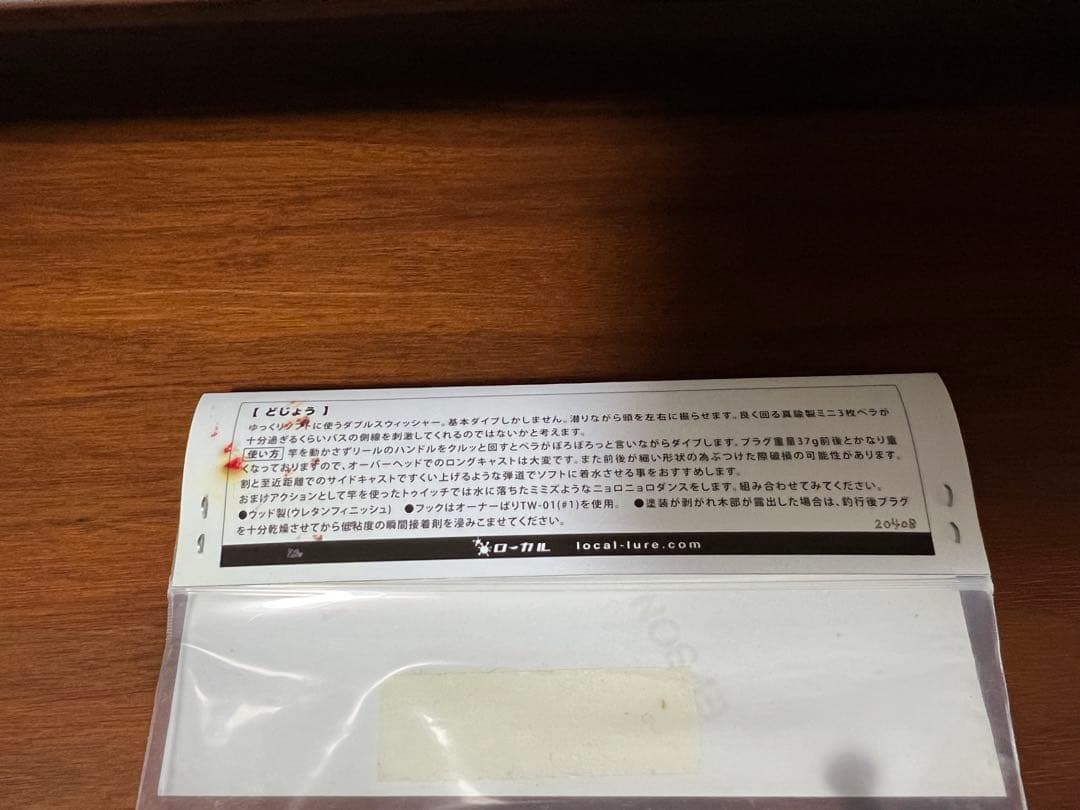 【 どじょう 】
ゆっくりソフトに使うダブルスウィッシャー。基本ダイブしかしません。潜りながら頭を左右に振らせます。良く回る真鍮製ミニ3枚ペラが
十分過ぎるくらいバスの側線を刺激してくれるのではないかと考えます。
使い方 竿を動かさずリールのハンドルをクルッと回すとペラがぽろぽろっと言いながらダイブします。プラグ重量37g前後とかなり重
くなっておりますので、オーバーヘッドでのロングキャストは大変です。また前後が細い形状の為ぶつけた際破損の可能性があります。
割と至近距離でのサイドキャストですくい上げるような弾道でソフトに着水させる事をおすすめします。
おまけアクションとして竿を使ったトゥイッチでは水に落ちたミミズようなニョロニョロダンスをします。組み合わせてみてください。
●ウッド製(ウレタンフィニッシュ) ●フックはオーナーばりTW-01(#1)を使用。 ●塗装が剥がれ木部が露出した場合は、釣行後プラグ
を十分乾燥させてから低粘度の瞬間接着剤を浸みこませてください。
20408
ローカル local-lure.com